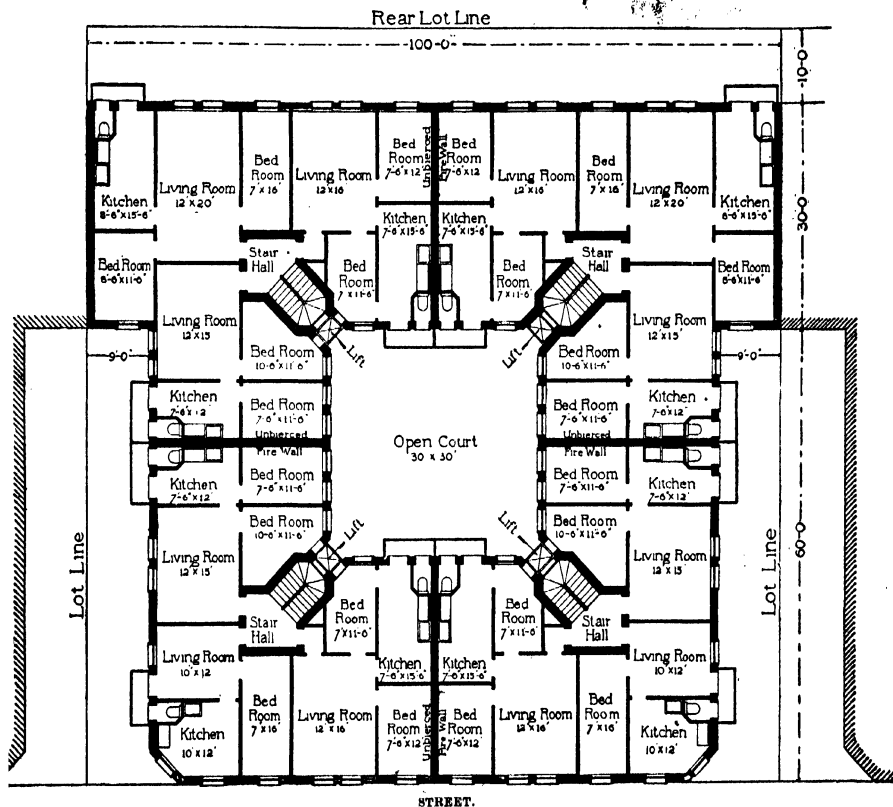 Rear Lot Line
100-0
10-0
Bed
Room
7-6"x12'
Unpierced
Fire Wall
Bed
Room
7-6"x12
Bed
Room
7'x16'
Living Room
12x16
Living Room
12'x16'
Bed
Room
7'x16'
Living Room
12'x20'
Living Room
12'x20'
Kitchen
8-6"x15-6"
Kitchen
7-6"x15-6"
Kitchen
7-6"x15-6"
Kitchen
8-6"x15-6"
30-0
Bed Room
8-6"x11-6"
Stair
Hall
Bed
Room
7'x11-6"
Bed
Room
7'x11-6"
Stair
Hall
Bed Room
8-6"x11-6"
Living Room
12'x15
Living Room
12'x15'
Lift
Lift
9'-0"
Bed Room
10-6"x11-6"
Bed Room
10-6"x11-6"
9'-0"
Kitchen
7-6"x12'
Bed Room
7-6"x11-6"
Bed Room
7-6"x11-6"
Kitchen
7-6"x12'
Unpierced
Fire Wall
Open Court
30 x 30'
Unpierced
Fire Wall
Kitchen
7-6"x12'
Bed Room
7-6"x11-6"
Bed Room
7-6"x11-6"
Kitchen
7-6"x12'
Bed Room
10-6"x11-6"
Lift
Lift
Bed Room
10-6"x11-6"
Living Room
12'x15'
Living Room
12'x15
60-0
Lot Line
Lot Line
Stair
Hall
Bed
Room
7'x11-6"
Bed
Room
7'x11-6"
Stair
Hall
Living Room
10'x12
Kitchen
7-6"x15-6"
Kitchen
7-6"x15-6"
Living Room
10'x12'
Bed
Room
7'x16'
Living Room
12'x16'
Bed
Room
7-6"x12'
Unpierced
Fire Wall
Bed
Room
7-6"x12'
Living Room
12'x16'
Bed
Room
7'x16'
Kitchen
10'x12'
Kitchen
10'x12'
STREET.